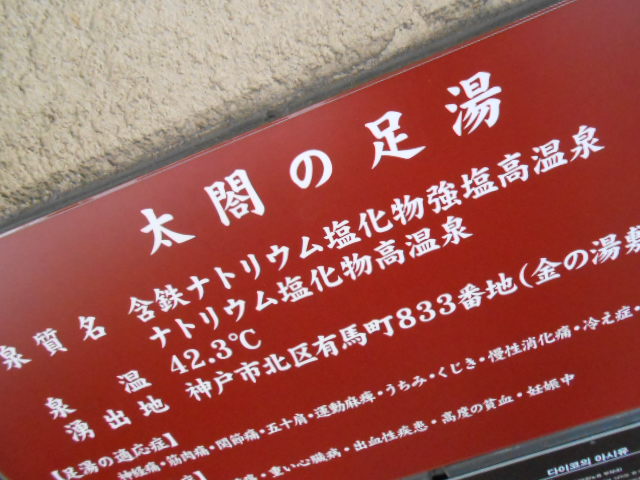 太閤の足湯
泉質名 含鉄ナトリウム塩化物強塩高温泉
ナトリウム塩化物高温泉
泉温 42.3℃
湧出地 神戸市北区有馬町833番地(金の湯敷
【足湯の適応症】
神経痛・筋肉痛・関節痛・五十肩・運動麻痺・うちみ・くじき・慢性消化痛・冷え症・
重い心臓病・出血性疾患・高度の貧血・妊娠中
다이코의 아시유